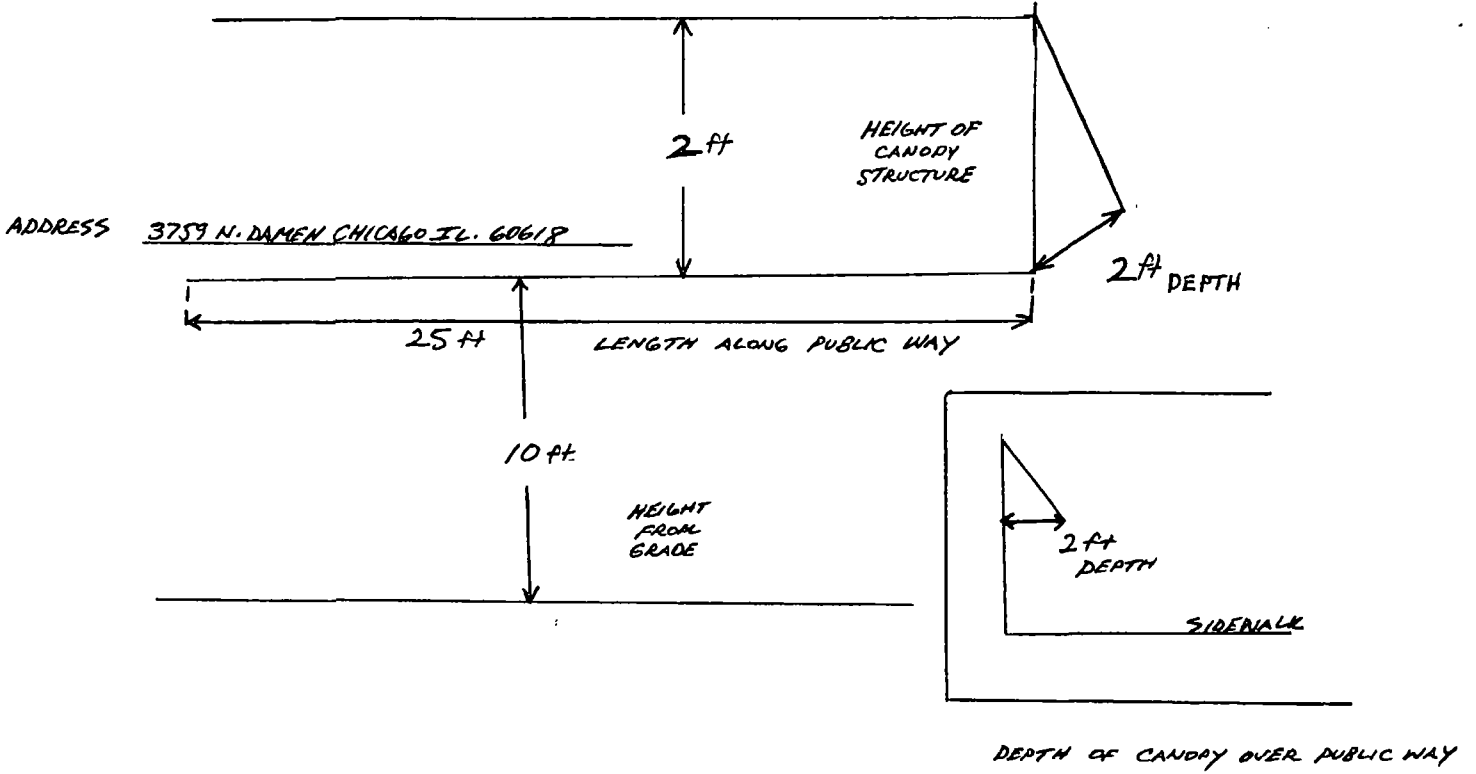 2 ft
HEIGHT OF
CANOPY
STRUCTURE
ADDRESS 3759 N. DAMEN CHICAGO IL. 60618
2 ft DEPTH
25 ft LENGTH ALONG PUBLIC WAY
10 ft
HEIGHT
FROM
GRADE
2 ft
DEPTH
SIDEWALK
DEPTH OF CANOPY OVER PUBLIC WAY